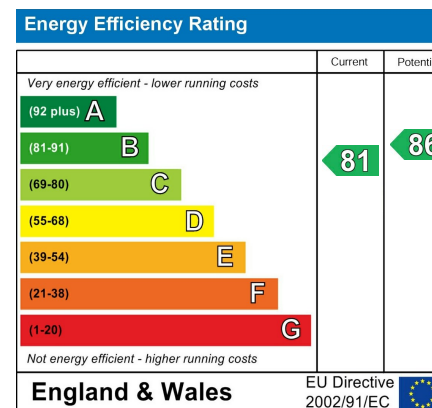 Energy Efficiency Rating
Current Potenti
Very energy efficient - lower running costs
(92 plus) A
(81-91) B
(69-80) C
(55-68) D
(39-54) E
(21-38) F
(1-20) G
81
86
Not energy efficient - higher running costs
England & Wales
EU Directive
2002/91/EC